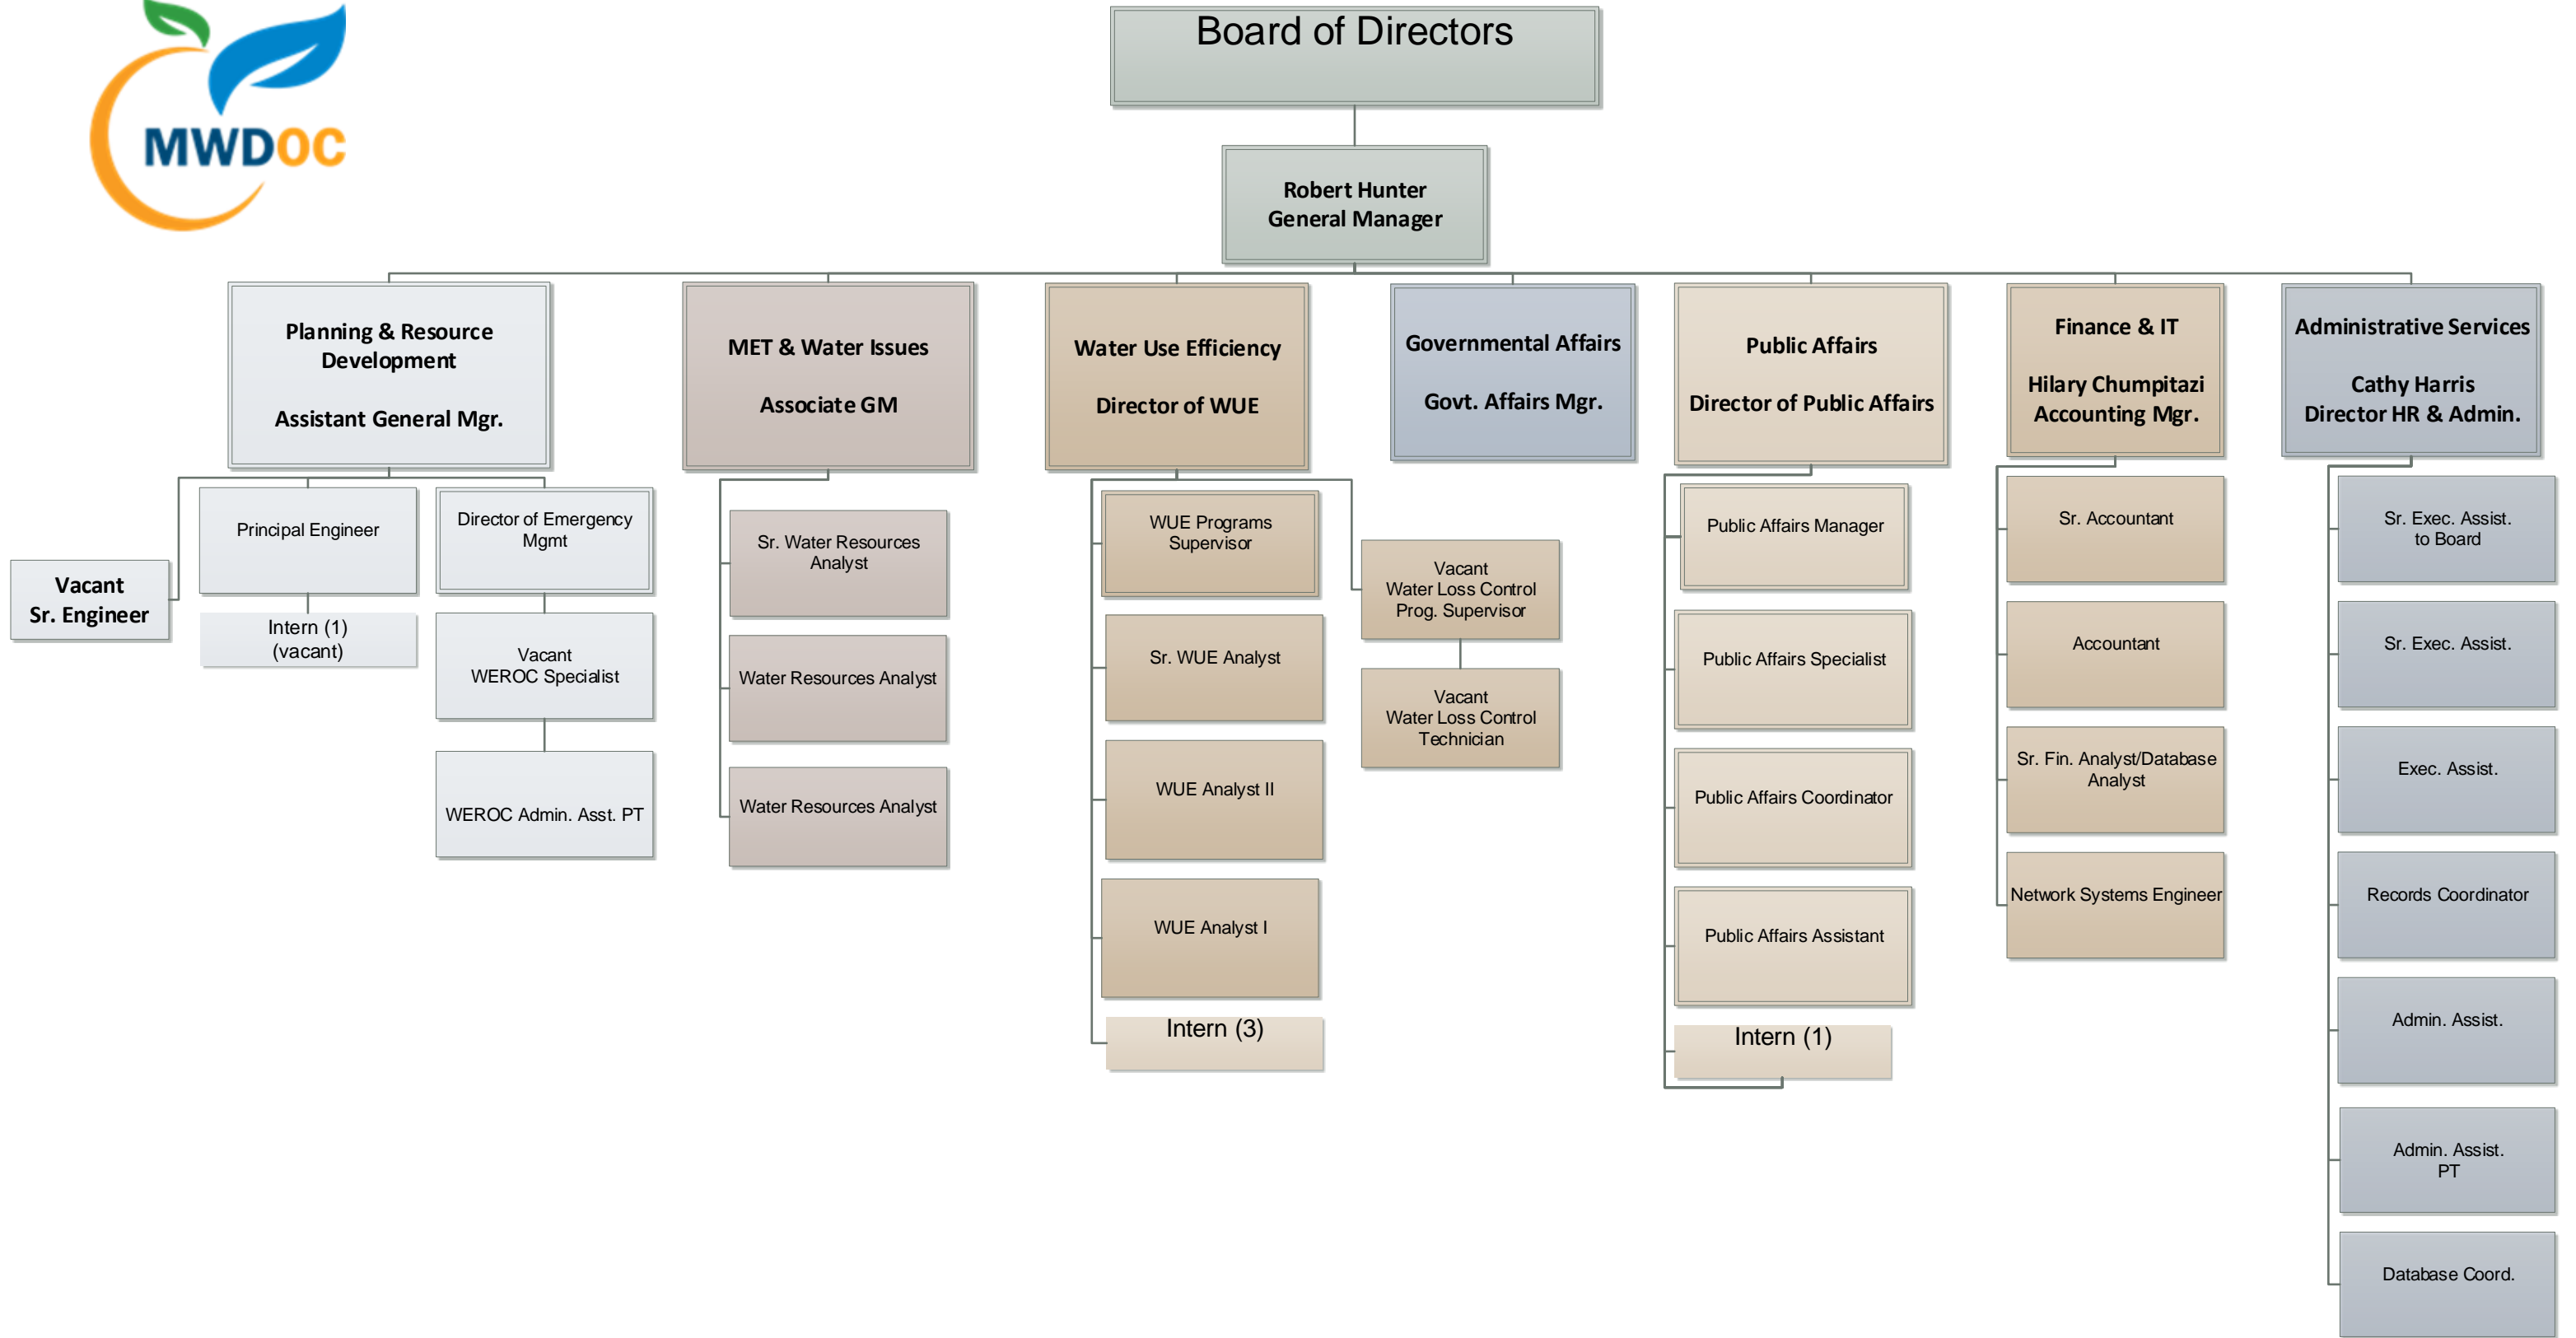 MWDOC
Board of Directors
Robert Hunter
General Manager
Planning & Resource
Development
Assistant General Mgr.
MET & Water Issues
Associate GM
Water Use Efficiency
Director of WUE
Governmental Affairs
Govt. Affairs Mgr.
Public Affairs
Director of Public Affairs
Finance & IT
Hilary Chumpitazi
Accounting Mgr.
Administrative Services
Cathy Harris
Director HR & Admin.
Vacant
Sr. Engineer
Principal Engineer
Intern (1)
(vacant)
Director of Emergency
Mgmt
Vacant
WEROC Specialist
WEROC Admin. Asst. PT
Sr. Water Resources
Analyst
Water Resources Analyst
Water Resources Analyst
WUE Programs
Supervisor
Sr. WUE Analyst
WUE Analyst II
WUE Analyst I
Intern (3)
Vacant
Water Loss Control
Prog. Supervisor
Vacant
Water Loss Control
Technician
Public Affairs Manager
Public Affairs Specialist
Public Affairs Coordinator
Public Affairs Assistant
Intern (1)
Sr. Accountant
Accountant
Sr. Fin. Analyst/Database
Analyst
Network Systems Engineer
Sr. Exec. Assist.
to Board
Sr. Exec. Assist.
Exec. Assist.
Records Coordinator
Admin. Assist.
Admin. Assist.
PT
Database Coord.